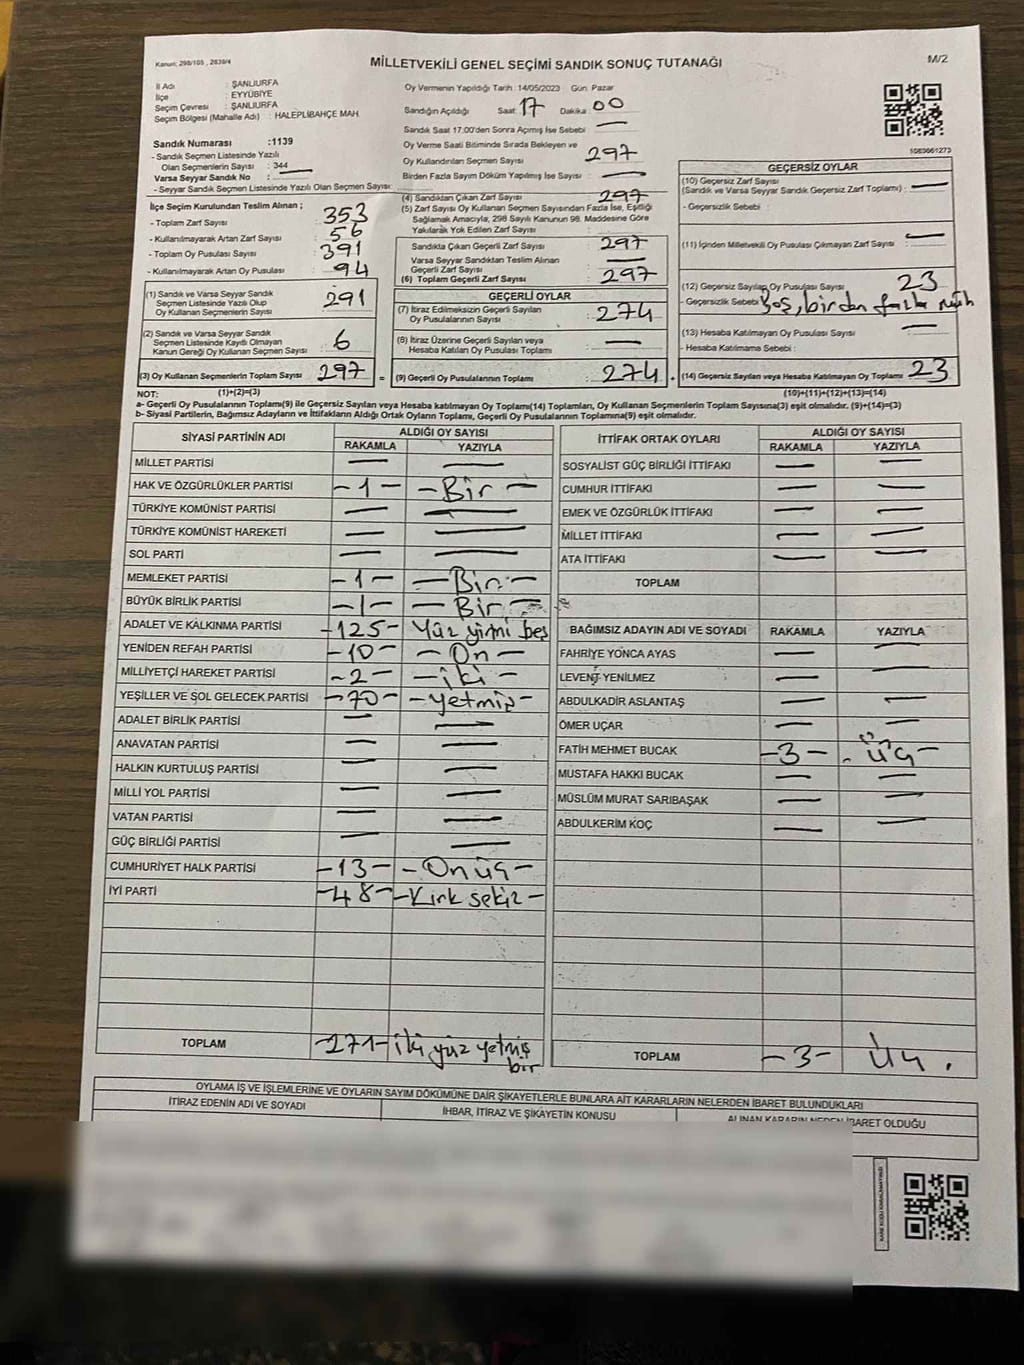 Kanun: 298/105 , 2839/4
MİLLETVEKİLİ GENEL SEÇİMİ SANDIK SONUÇ TUTANAĞI
M/2
İl Adı : ŞANLIURFA
İlçe : EYYÜBİYE
Seçim Çevresi : ŞANLIURFA
Seçim Bölgesi (Mahalle Adı) : HALEPLİBAHÇE MAH.
Sandık Numarası :1139
- Sandık Seçmen Listesinde Yazılı
Olan Seçmenlerin Sayısı : 344
Varsa Seyyar Sandık No :
- Seyyar Sandık Seçmen Listesinde Yazılı Olan Seçmen Sayısı:
Oy Vermenin Yapıldığı Tarih: 14/05/2023 Gün: Pazar
Sandığın Açıldığı Saat: 17 Dakika: 00
Sandık Saat 17:00'den Sonra Açılmış İse Sebebi : —
Oy Verme Saati Bitiminde Sırada Bekleyen ve
Oy Kullandırılan Seçmen Sayısı : 297
Birden Fazla Sayım Döküm Yapılmış İse Sayısı : —
1083661273
İlçe Seçim Kurulundan Teslim Alınan ;
- Toplam Zarf Sayısı : 353
- Kullanılmayarak Artan Zarf Sayısı : 56
- Toplam Oy Pusulası Sayısı : 391
- Kullanılmayarak Artan Oy Pusulası : 94
(1) Sandık ve Varsa Seyyar Sandık
Seçmen Listesinde Yazılı Olup
Oy Kullanan Seçmenlerin Sayısı : 291
(2) Sandık ve Varsa Seyyar Sandık
Seçmen Listesinde Kayıtlı Olmayan
Kanun Gereği Oy Kullanan Seçmen Sayısı : 6
(3) Oy Kullanan Seçmenlerin Toplam Sayısı : 297
(4) Sandıktan Çıkan Zarf Sayısı : 297
(5) Zarf Sayısı Oy Kullanan Seçmen Sayısından Fazla İse, Eşitliği
Sağlamak Amacıyla, 298 Sayılı Kanunun 98. Maddesine Göre
Yakılarak Yok Edilen Zarf Sayısı :
Sandıkta Çıkan Geçerli Zarf Sayısı : 297
Varsa Seyyar Sandıktan Teslim Alınan
Geçerli Zarf Sayısı : —
(6) Toplam Geçerli Zarf Sayısı : 297
GEÇERLİ OYLAR
(7) İtiraz Edilmeksizin Geçerli Sayılan
Oy Pusulalarının Sayısı : 274
(8) İtiraz Üzerine Geçerli Sayılan veya
Hesaba Katılan Oy Pusulası Toplamı : —
= (9) Geçerli Oy Pusulalarının Toplamı : 274
GEÇERSİZ OYLAR
(10) Geçersiz Zarf Sayısı
(Sandık ve Varsa Seyyar Sandık Geçersiz Zarf Toplamı) : —
- Geçersizlik Sebebi :
(11) İçinden Milletvekili Oy Pusulası Çıkmayan Zarf Sayısı : —
(12) Geçersiz Sayılan Oy Pusulası Sayısı : 23
- Geçersizlik Sebebi Boş, birden fazla
(13) Hesaba Katılmayan Oy Pusulası Sayısı : —
- Hesaba Katılmama Sebebi :
+ (14) Geçersiz Sayılan veya Hesaba Katılmayan Oy Toplamı : 23
NOT: (1)+(2)=(3) (10)+(11)+(12)+(13)=(14)
a- Geçerli Oy Pusulalarının Toplamı(9) ile Geçersiz Sayılan veya Hesaba katılmayan Oy Toplamı(14) Toplamları, Oy Kullanan Seçmenlerin Toplam Sayısına(3) eşit olmalıdır. (9)+(14)=(3)
b- Siyasi Partilerin, Bağımsız Adayların ve İttifakların Aldığı Ortak Oyların Toplamı, Geçerli Oy Pusulalarının Toplamına(9) eşit olmalıdır.
SİYASİ PARTİNİN ADI ALDIĞI OY SAYISI
RAKAMLA YAZIYLA
MİLLET PARTİSİ — —
HAK VE ÖZGÜRLÜKLER PARTİSİ -1- -Bir-
TÜRKİYE KOMÜNİST PARTİSİ — —
TÜRKİYE KOMÜNİST HAREKETİ — —
SOL PARTİ — —
MEMLEKET PARTİSİ -1- -Bir-
BÜYÜK BİRLİK PARTİSİ -1- -Bir-
ADALET VE KALKINMA PARTİSİ -125- Yüz yirmi beş
YENİDEN REFAH PARTİSİ -10- -On-
MİLLİYETÇİ HAREKET PARTİSİ -2- -iki-
YEŞİLLER VE SOL GELECEK PARTİSİ -70- -yetmiş-
ADALET BİRLİK PARTİSİ — —
ANAVATAN PARTİSİ — —
HALKIN KURTULUŞ PARTİSİ — —
MİLLİ YOL PARTİSİ — —
VATAN PARTİSİ — —
GÜÇ BİRLİĞİ PARTİSİ — —
CUMHURİYET HALK PARTİSİ -13- -On üç-
İYİ PARTİ -48- -Kırk sekiz-
TOPLAM -271- iki yüz yetmiş
bir
İTTİFAK ORTAK OYLARI ALDIĞI OY SAYISI
RAKAMLA YAZIYLA
SOSYALİST GÜÇ BİRLİĞİ İTTİFAKI — —
CUMHUR İTTİFAKI — —
EMEK VE ÖZGÜRLÜK İTTİFAKI — —
MİLLET İTTİFAKI — —
ATA İTTİFAKI — —
TOPLAM
BAĞIMSIZ ADAYIN ADI VE SOYADI RAKAMLA YAZIYLA
FAHRİYE YONCA AYAS — —
LEVENT YENİLMEZ — —
ABDULKADİR ASLANTAŞ — —
ÖMER UÇAR — —
FATİH MEHMET BUCAK -3- - üç -
MUSTAFA HAKKI BUCAK — —
MÜSLÜM MURAT SARIBAŞAK — —
ABDULKERİM KOÇ — —
TOPLAM -3- Üç .
OYLAMA İŞ VE İŞLEMLERİNE VE OYLARIN SAYIM DÖKÜMÜNE DAİR ŞİKAYETLERLE BUNLARA AİT KARARLARIN NELERDEN İBARET BULUNDUKLARI
İTİRAZ EDENİN ADI VE SOYADI İHBAR, İTİRAZ VE ŞİKAYETİN KONUSU ALINAN KARARIN NEDEN İBARET OLDUĞU
KARE KODU KARALAMAYINIZ!